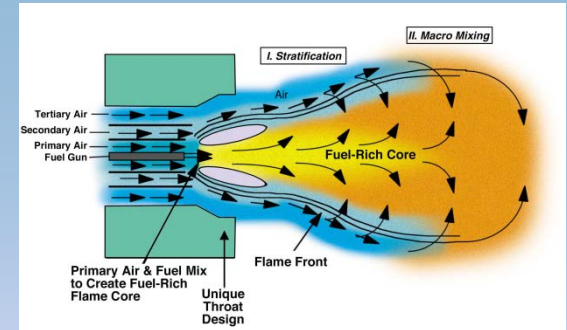 II. Macro Mixing
I. Stratification
Air
Tertiary Air
Secondary Air
Primary Air
Fuel Gun
Fuel-Rich Core
Flame Front
Primary Air & Fuel Mix
to Create Fuel-Rich
Flame Core
Unique
Throat
Design